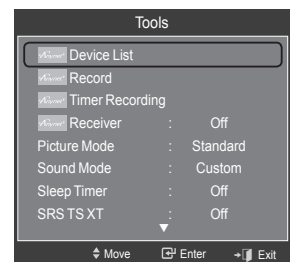 Tools
Device List
Record
Timer Recording
Receiver : Off
Picture Mode : Standard
Sound Mode : Custom
Sleep Timer : Off
SRS TS XT : Off
Move Enter Exit